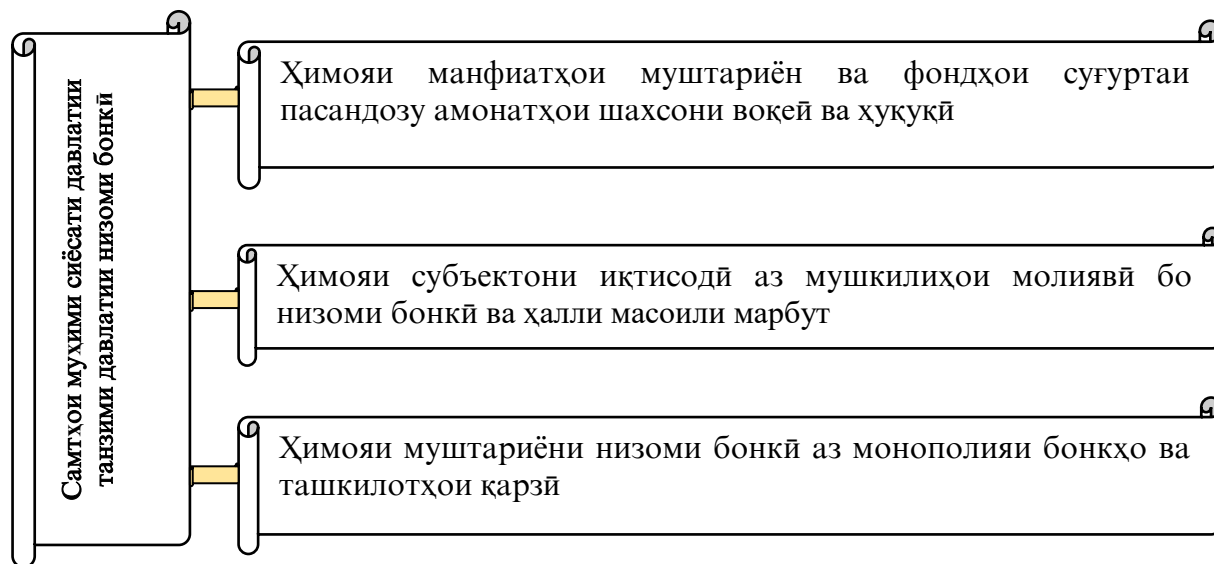 Самтҳои муҳими сиёсати давлатии
танзими давлатии низоми бонкӣ
Ҳимояи манфиатҳои муштариён ва фондҳои суғуртаи
пасандозу амонатҳои шахсони воқеӣ ва ҳуқуқӣ
Ҳимояи субъектони иқтисодӣ аз мушкилиҳои молиявӣ бо
низоми бонкӣ ва ҳалли масоили марбут
Ҳимояи муштариёни низоми бонкӣ аз монополияи бонкҳо ва
ташкилотҳои қарзӣ